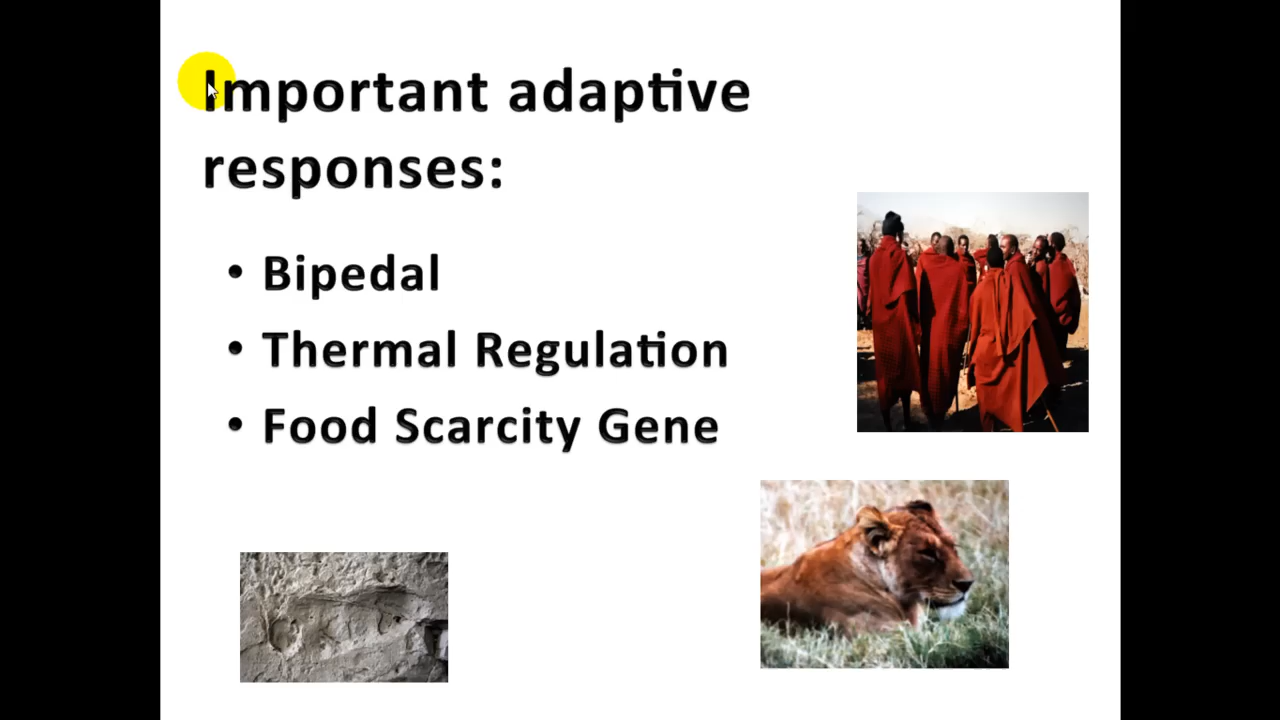 Important adaptive
responses:
• Bipedal
• Thermal Regulation
• Food Scarcity Gene